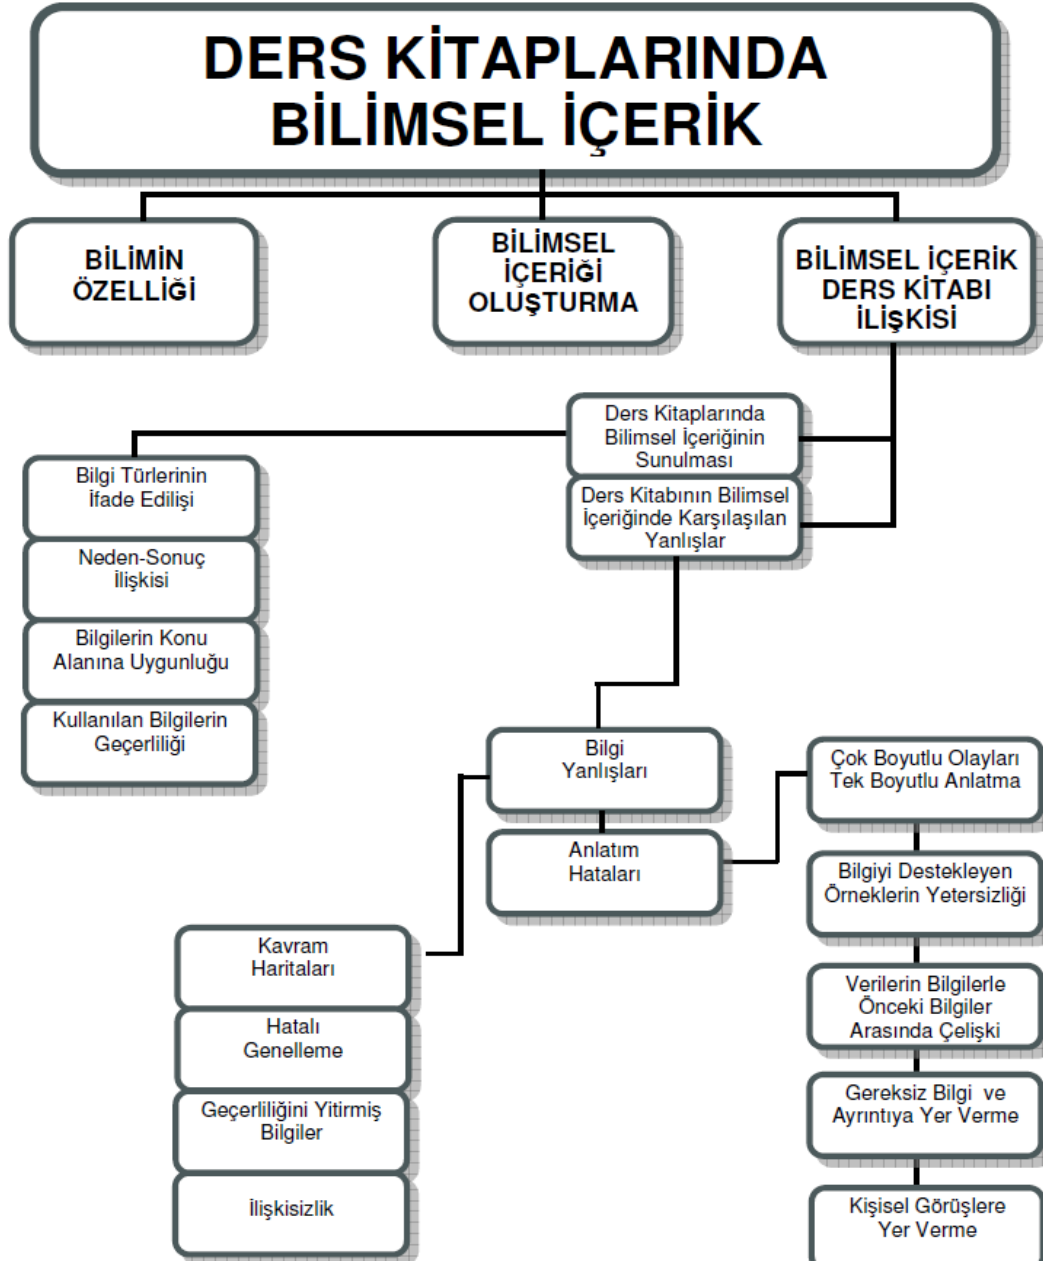 DERS KİTAPLARINDA
BİLİMSEL İÇERİK
BİLİMİN
ÖZELLİĞİ
BİLİMSEL
İÇERİĞİ
OLUŞTURMA
BİLİMSEL İÇERİK
DERS KİTABI
İLİŞKİSİ
Ders Kitaplarında
Bilimsel İçeriğinin
Sunulması
Ders Kitabının Bilimsel
İçeriğinde Karşılaşılan
Yanlışlar
Bilgi Türlerinin
İfade Edilişi
Neden-Sonuç
İlişkisi
Bilgilerin Konu
Alanına Uygunluğu
Kullanılan Bilgilerin
Geçerliliği
Bilgi
Yanlışları
Anlatım
Hataları
Kavram
Haritaları
Hatalı
Genelleme
Geçerliliğini Yitirmiş
Bilgiler
İlişkisizlik
Çok Boyutlu Olayları
Tek Boyutlu Anlatma
Bilgiyi Destekleyen
Örneklerin Yetersizliği
Verilerin Bilgilerle
Önceki Bilgiler
Arasında Çelişki
Gereksiz Bilgi ve
Ayrıntıya Yer Verme
Kişisel Görüşlere
Yer Verme